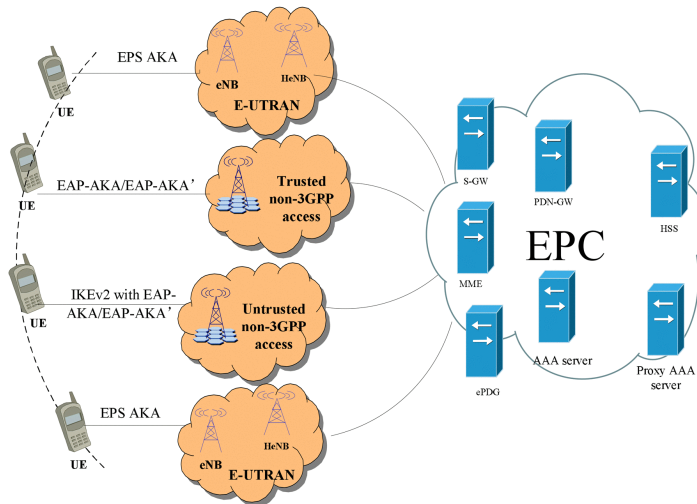 EPS AKA
eNB
HeNB
E-UTRAN
UE
EAP-AKA/EAP-AKA’
Trusted
non-3GPP
access
UE
IKEv2 with EAP-
AKA/EAP-AKA’
Untrusted
non-3GPP
access
UE
EPS AKA
eNB
HeNB
E-UTRAN
UE
S-GW
PDN-GW
HSS
MME
EPC
ePDG
AAA server
Proxy AAA
server